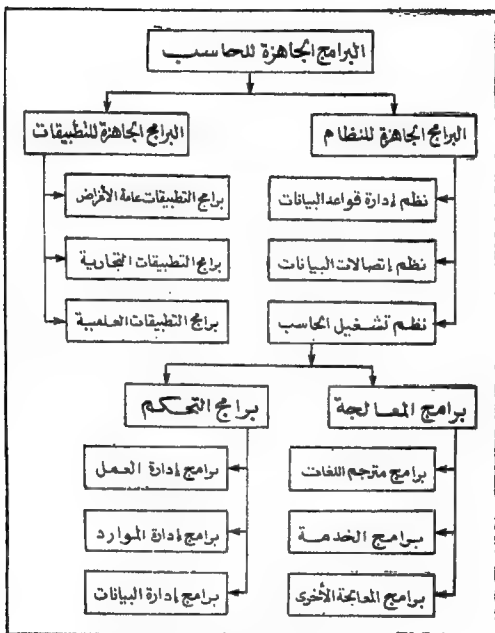 البرامج الجاهزة للحاسب
البرامج الجاهزة للنظام
البرامج الجاهزة للتطبيقات
نظم إدارة قواعد البيانات
برامج التطبيقات عامة الأغراض
نظم إتصالات البيانات
برامج التطبيقات التجارية
نظم تشغيل الحاسب
برامج التطبيقات العلمية
برامج المعالجة
برامج التحكم
برامج مترجم اللغات
برامج إدارة العمل
برامج الخدمة
برامج إدارة الموارد
برامج المعالجة الأخرى
برامج إدارة البيانات